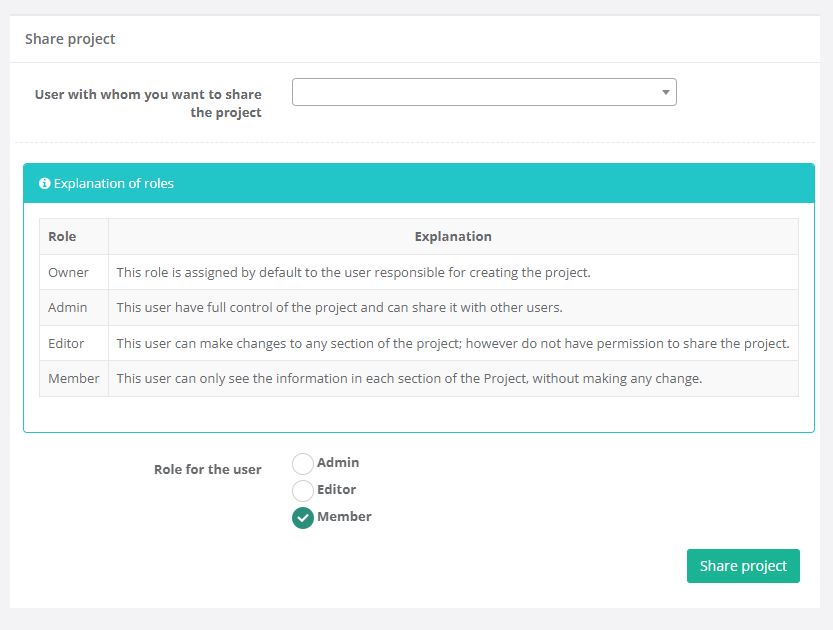 Share project
User with whom you want to share
the project
Explanation of roles
Role Explanation
Owner This role is assigned by default to the user responsible for creating the project.
Admin This user have full control of the project and can share it with other users.
Editor This user can make changes to any section of the project; however do not have permission to share the project.
Member This user can only see the information in each section of the Project, without making any change.
Role for the user
Admin
Editor
Member
Share project